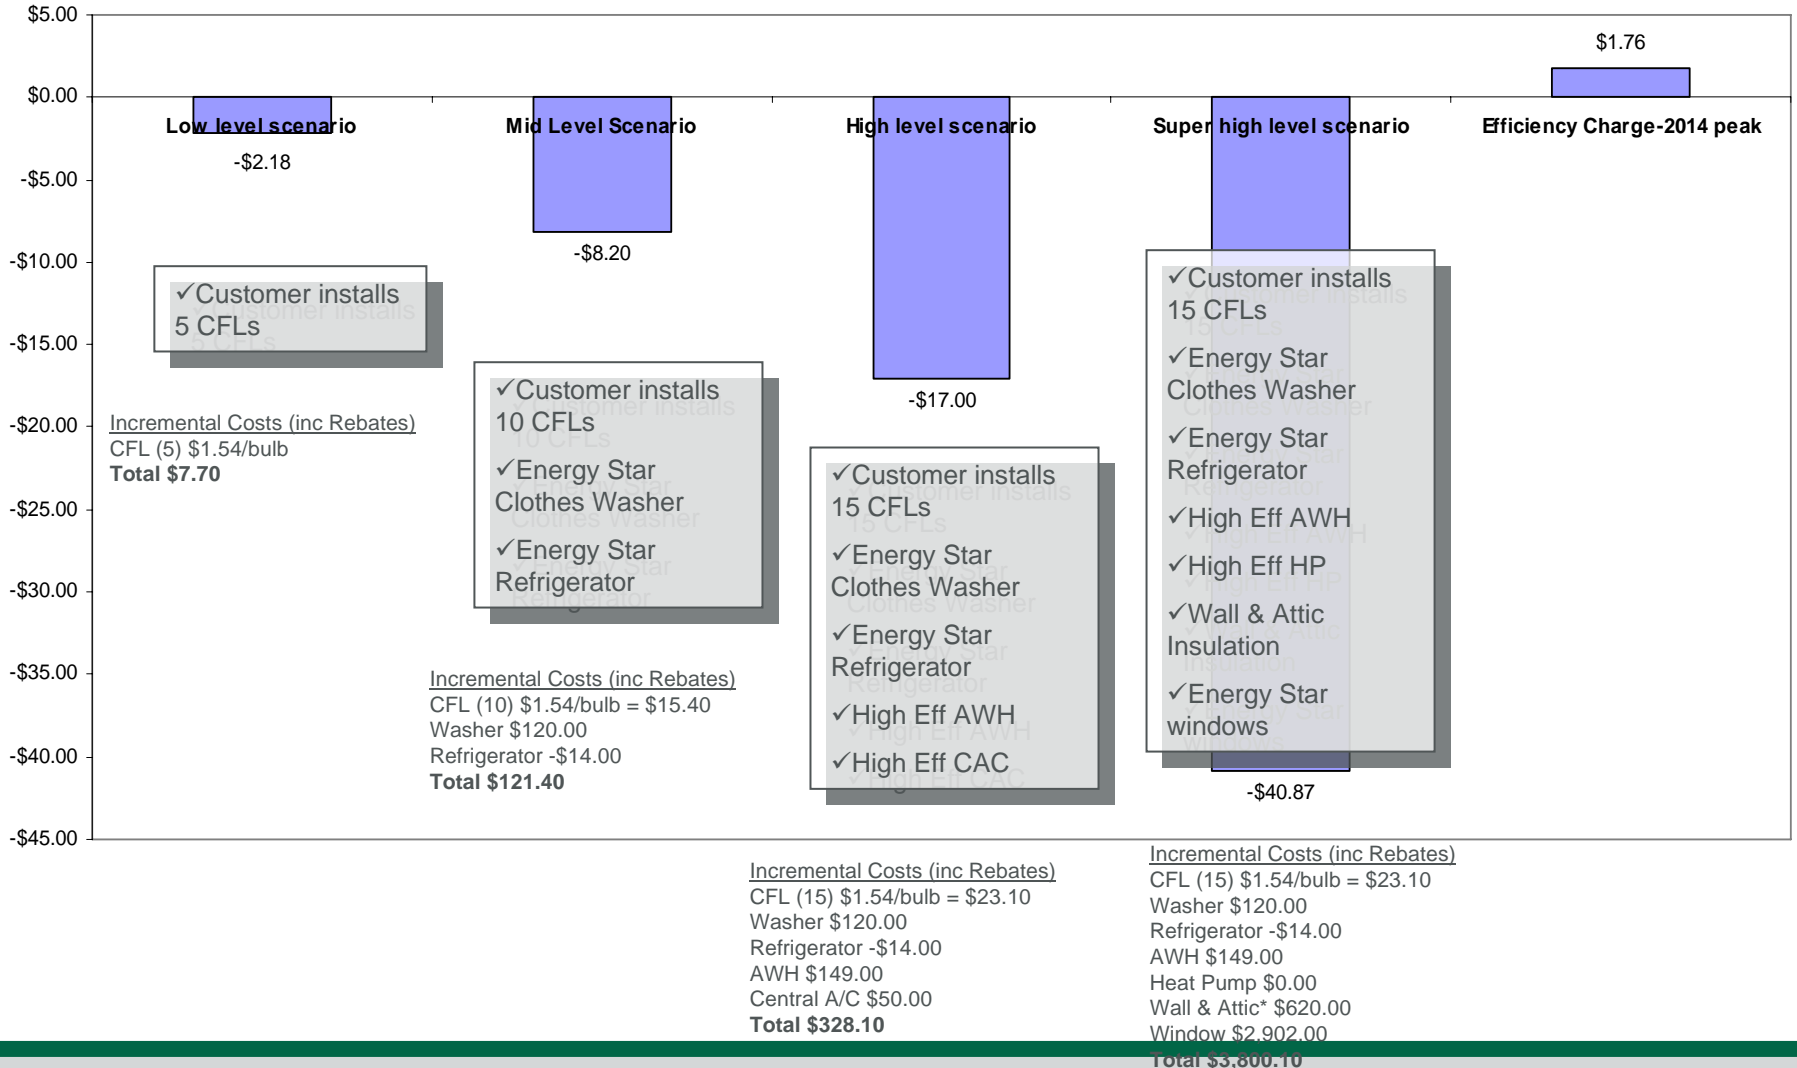 $5.00
$0.00
-$5.00
-$10.00
-$15.00
-$20.00
-$25.00
-$30.00
-$35.00
-$40.00
-$45.00
Low level scenario
Mid Level Scenario
High level scenario
Super high level scenario
Efficiency Charge-2014 peak
-$2.18
-$8.20
-$17.00
-$40.87
$1.76
✓Customer installs
5 CFLs
Incremental Costs (inc Rebates)
CFL (5) $1.54/bulb
Total $7.70
✓Customer installs
10 CFLs
✓Energy Star
Clothes Washer
✓Energy Star
Refrigerator
Incremental Costs (inc Rebates)
CFL (10) $1.54/bulb = $15.40
Washer $120.00
Refrigerator -$14.00
Total $121.40
✓Customer installs
15 CFLs
✓Energy Star
Clothes Washer
✓Energy Star
Refrigerator
✓High Eff AWH
✓High Eff CAC
Incremental Costs (inc Rebates)
CFL (15) $1.54/bulb = $23.10
Washer $120.00
Refrigerator -$14.00
AWH $149.00
Central A/C $50.00
Total $328.10
✓Customer installs
15 CFLs
✓Energy Star
Clothes Washer
✓Energy Star
Refrigerator
✓High Eff AWH
✓High Eff HP
✓Wall & Attic
Insulation
✓Energy Star
windows
Incremental Costs (inc Rebates)
CFL (15) $1.54/bulb = $23.10
Washer $120.00
Refrigerator -$14.00
AWH $149.00
Heat Pump $0.00
Wall & Attic* $620.00
Window $2,902.00
Total $3,800.10